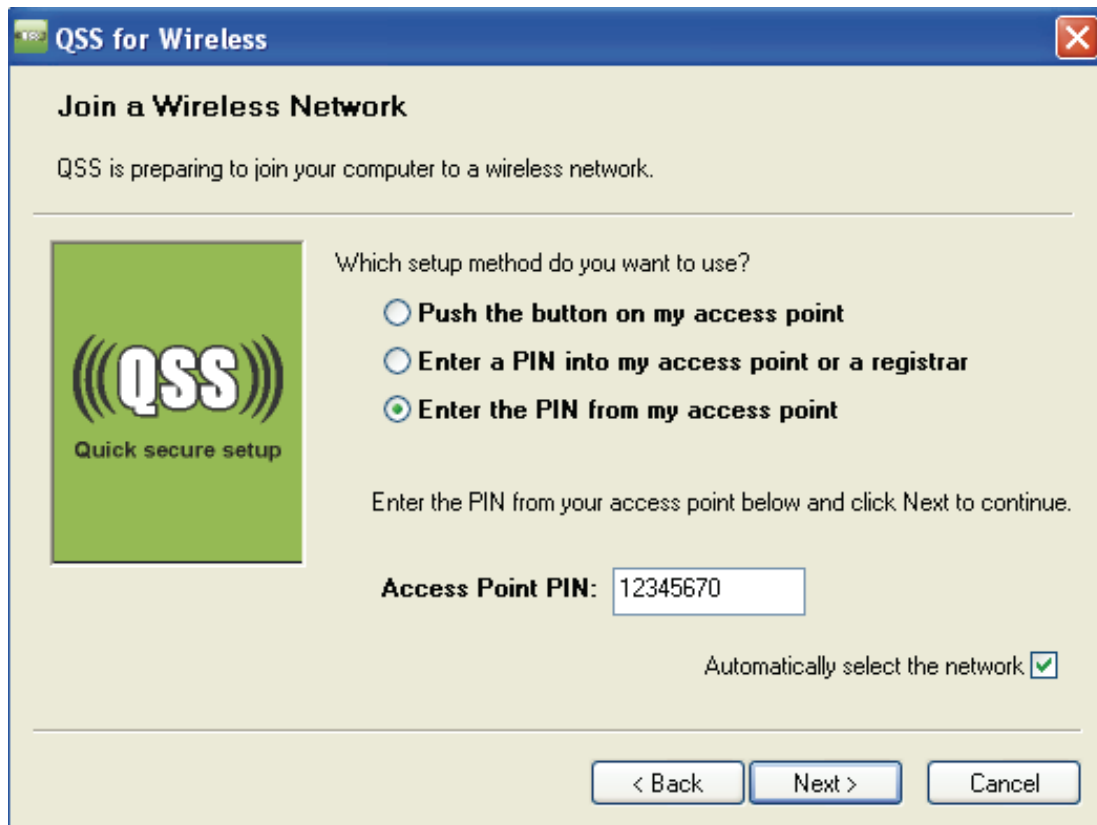 QSS for Wireless
Join a Wireless Network
QSS is preparing to join your computer to a wireless network.
Which setup method do you want to use?
Push the button on my access point
Enter a PIN into my access point or a registrar
Enter the PIN from my access point
(((QSS)))
Quick secure setup
Enter the PIN from your access point below and click Next to continue.
Access Point PIN: 12345670
Automatically select the network
< Back Next > Cancel